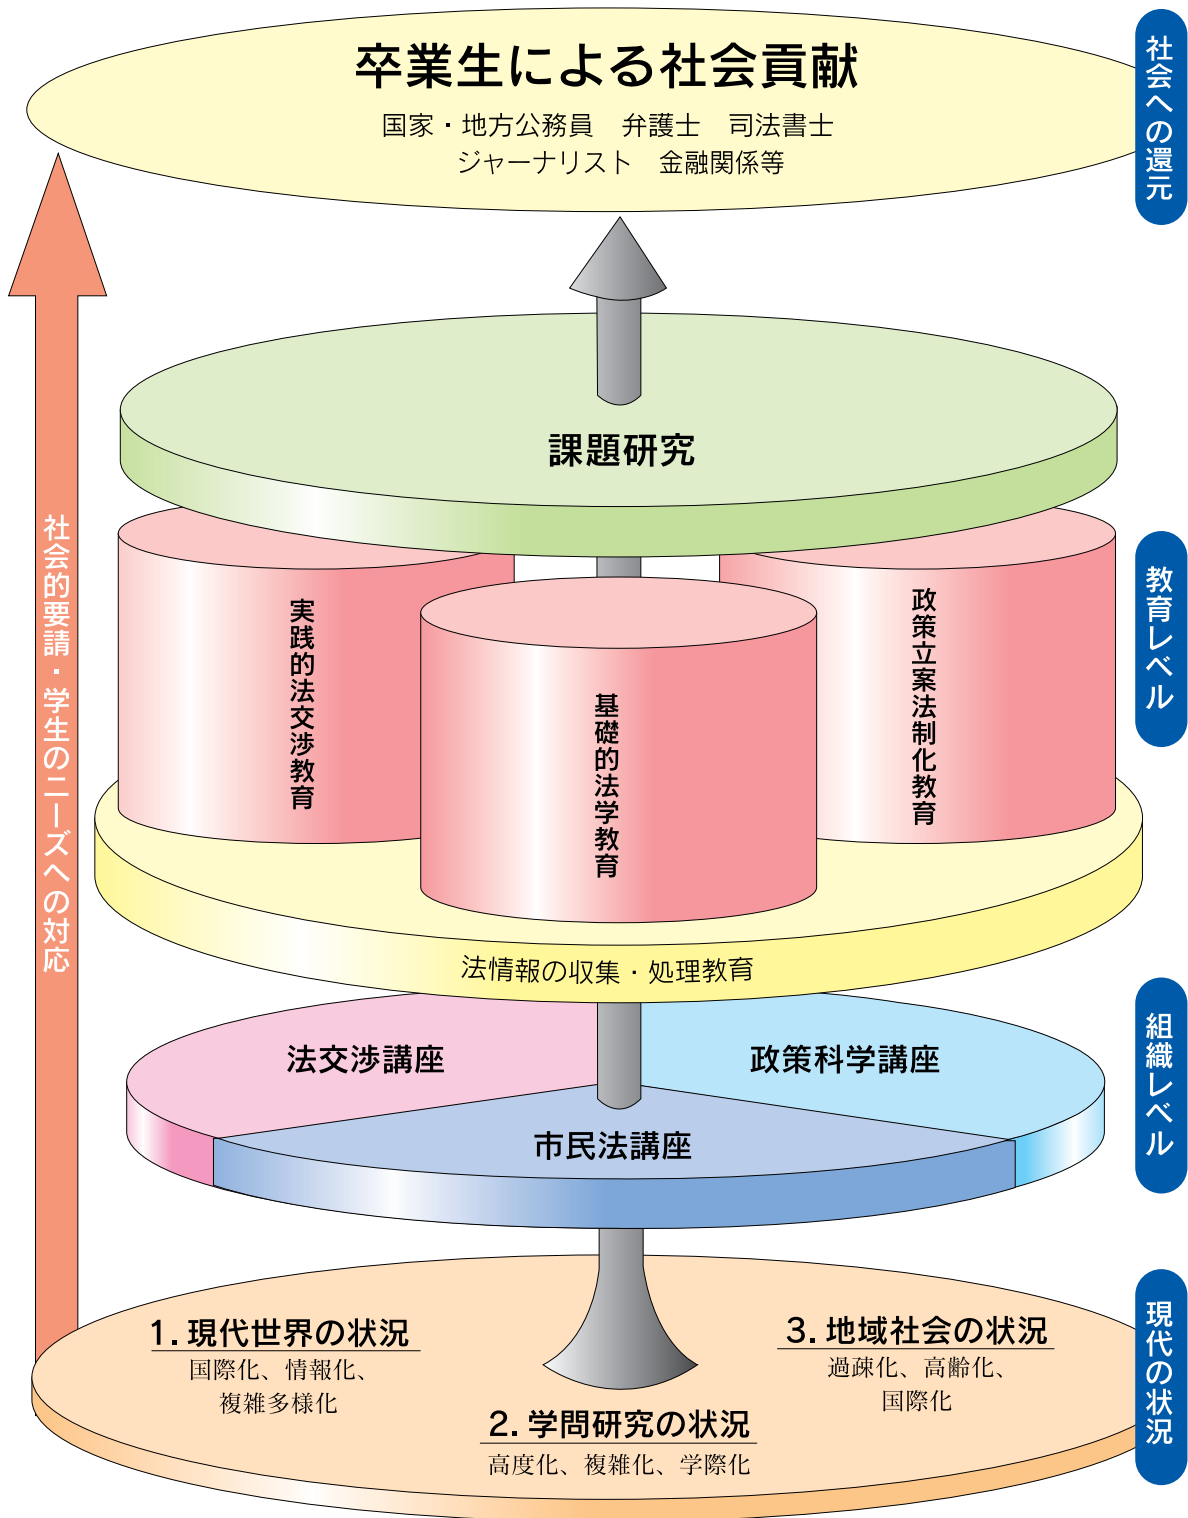 卒業生による社会貢献
国家・地方公務員　弁護士　司法書士
ジャーナリスト　金融関係等
社会への還元
課題研究
社会的要請・学生のニーズへの対応
実践的法交渉教育
基礎的法学教育
政策立案法制化教育
教育レベル
法情報の収集・処理教育
法交渉講座
政策科学講座
市民法講座
組織レベル
1. 現代世界の状況
国際化、情報化、
複雑多様化
2. 学問研究の状況
高度化、複雑化、学際化
3. 地域社会の状況
過疎化、高齢化、
国際化
現代の状況